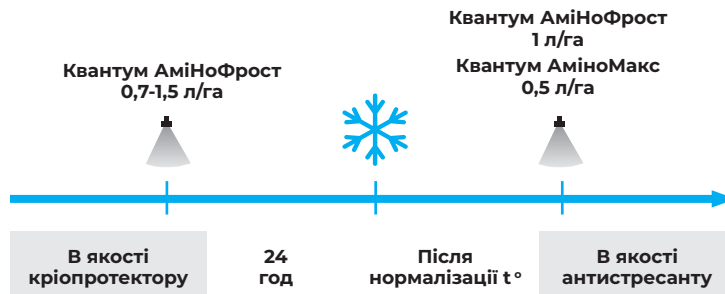 Квантум АміНоФрост
0,7-1,5 л/га
Квантум АміНоФрост
1 л/га
Квантум АміноМакс
0,5 л/га
В якості
кріопротектору
24
год
Після
нормалізації t°
В якості
антистресанту